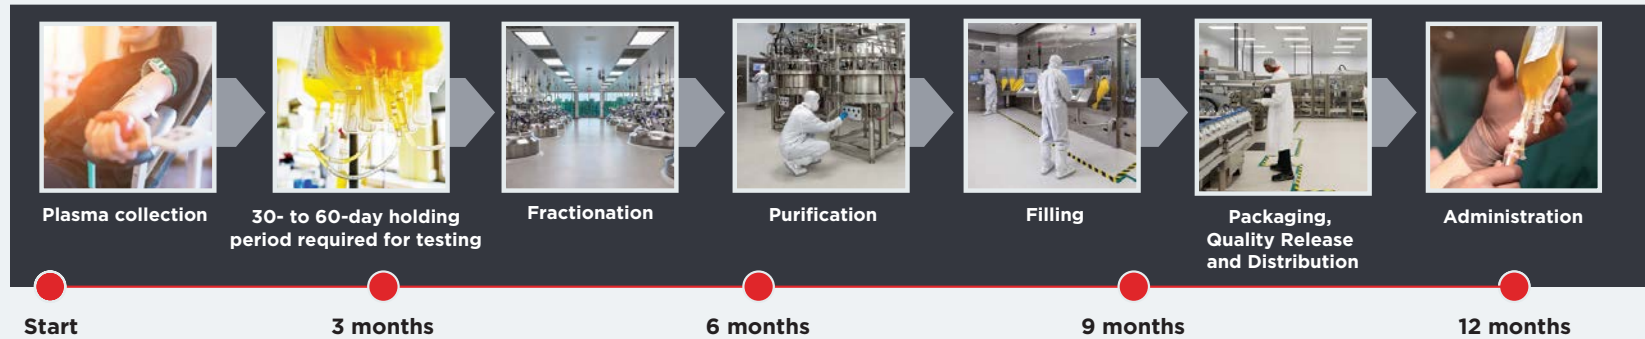 Plasma collection
30- to 60-day holding
period required for testing
Fractionation
Purification
Filling
Packaging,
Quality Release
and Distribution
Administration
Start
3 months
6 months
9 months
12 months